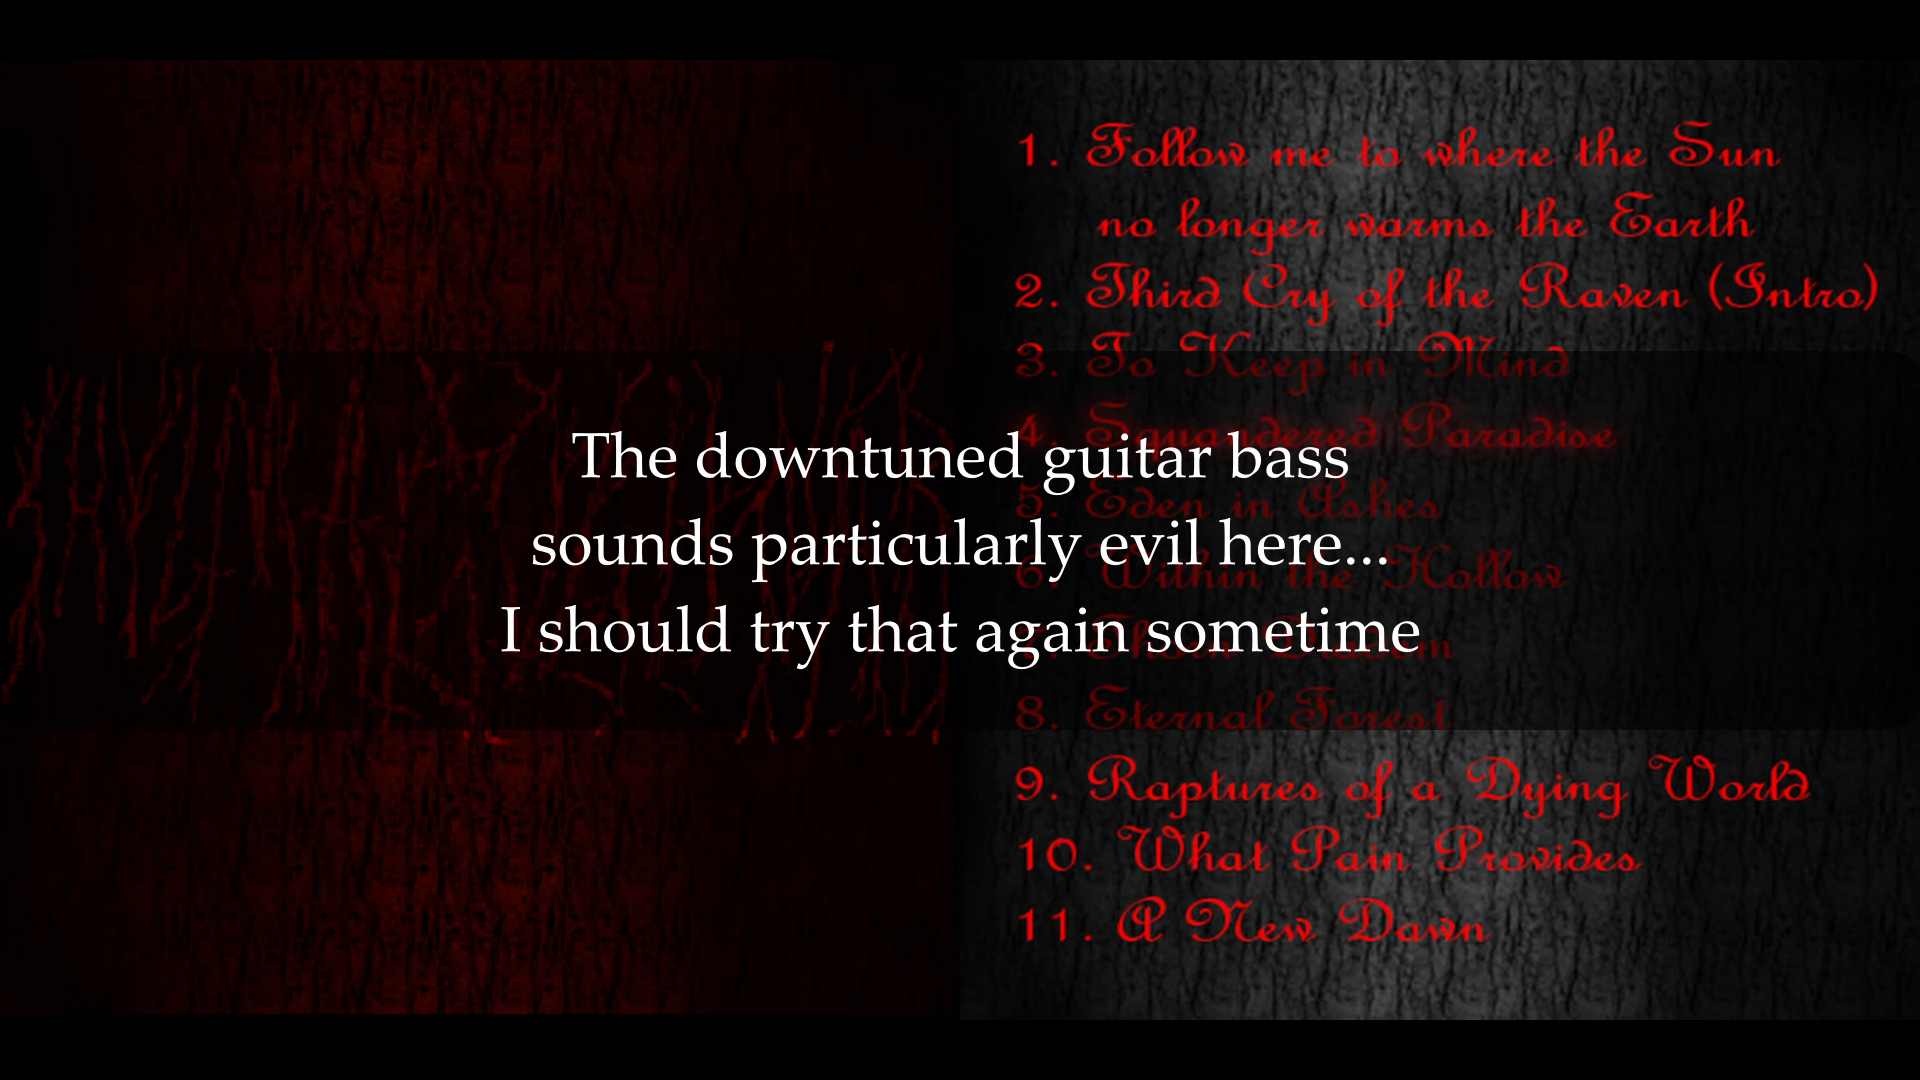 1. Follow me to where the Sun
no longer warms the Earth
2. Third Cry of the Raven (Intro)
3. To Keep in Mind
4. Squandered Paradise
5. Eden in Ashes
6. Within the Hollow
8. Eternal Forest
9. Raptures of a Dying World
10. What Pain Provides
11. A New Dawn
The downtuned guitar bass
sounds particularly evil here...
I should try that again sometime